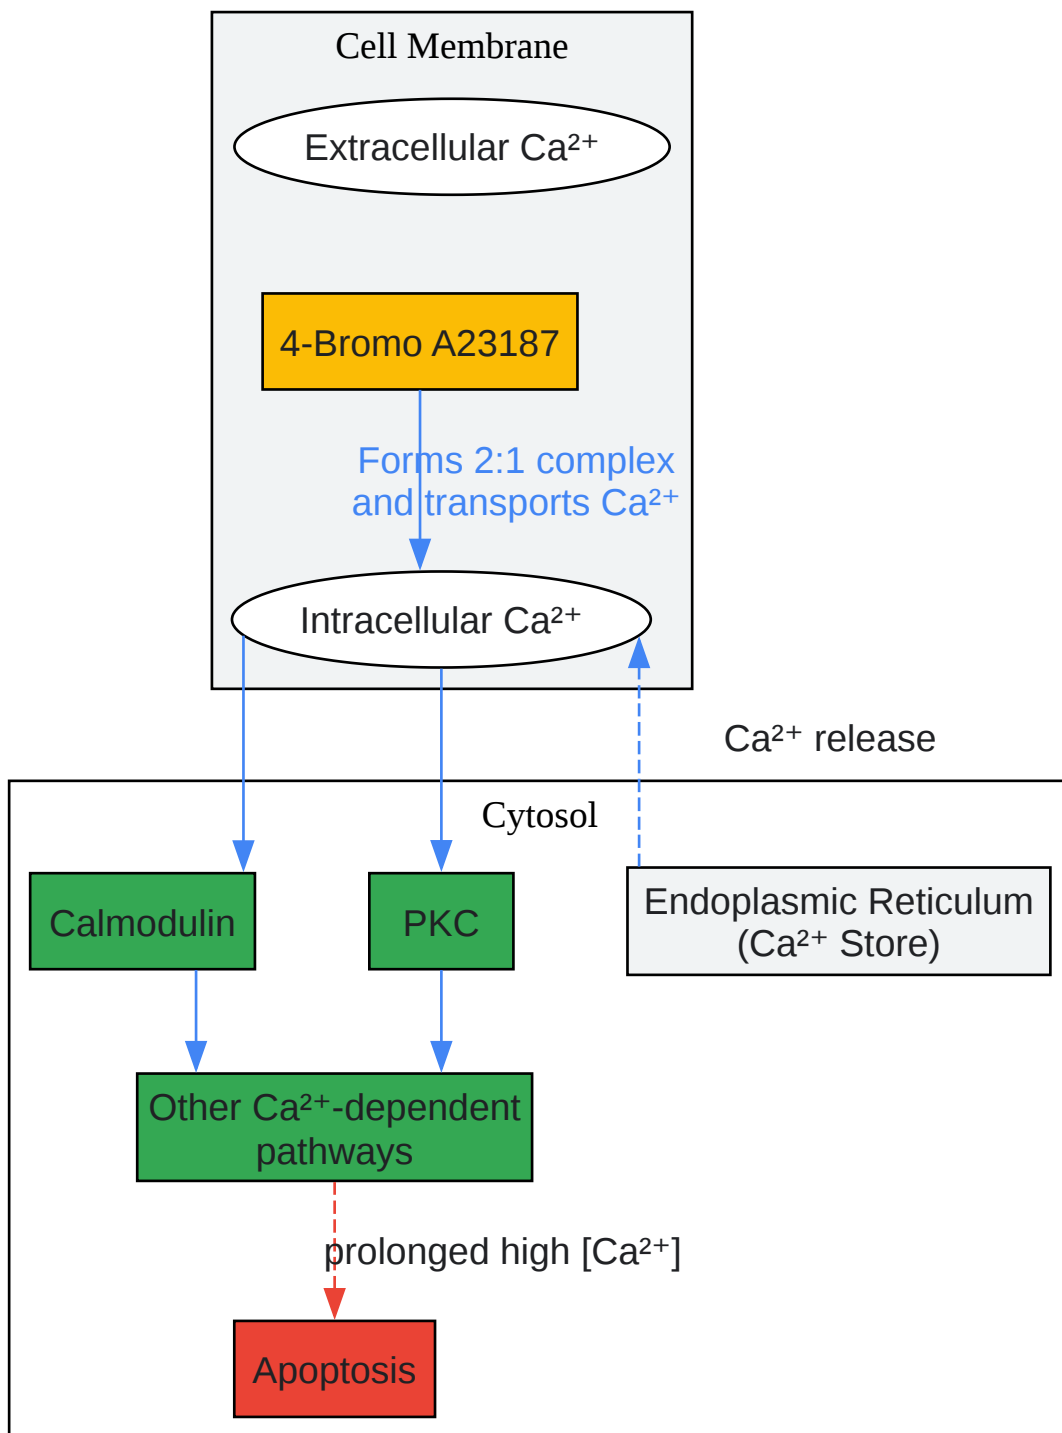 Cell Membrane
Extracellular Ca²⁺
4-Bromo A23187
Forms 2:1 complex
and transports Ca²⁺
Intracellular Ca²⁺
Ca²⁺ release
Cytosol
Calmodulin
PKC
Endoplasmic Reticulum
(Ca²⁺ Store)
Other Ca²⁺-dependent
pathways
prolonged high [Ca²⁺]
Apoptosis